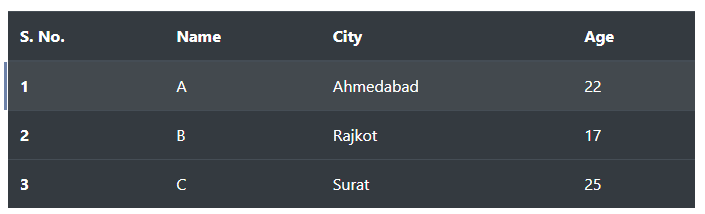 S. No. Name City Age
1 A Ahmedabad 22
2 B Rajkot 17
3 C Surat 25